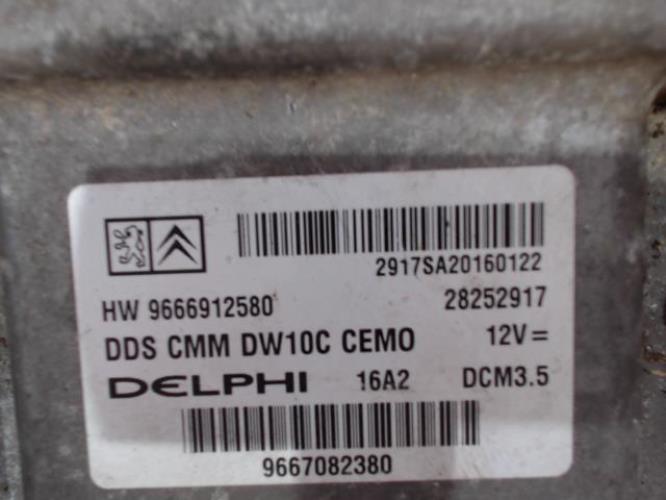 2917SA20160122
HW 9666912580 28252917
DDS CMM DW10C CEMO 12V=
DELPHI 16A2 DCM3.5
9667082380